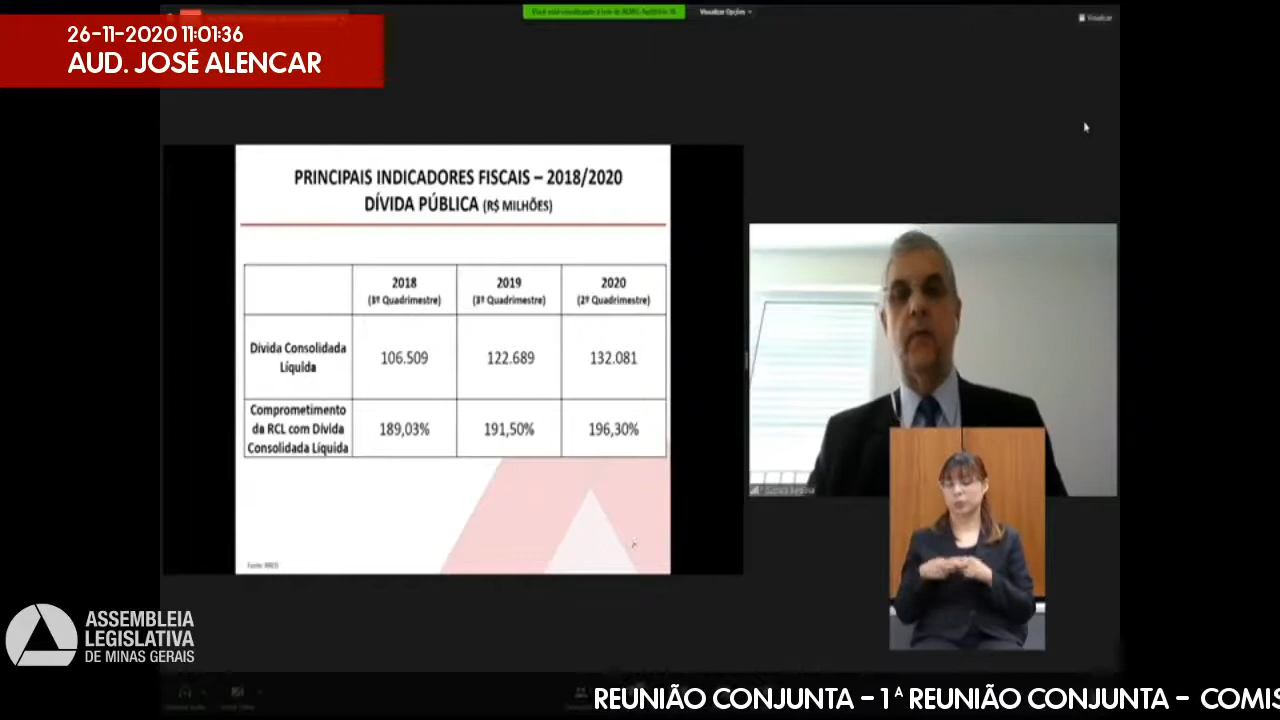 26-11-2020 11:01:36
AUD. JOSÉ ALENCAR
Visualizar Opções
Visualizar
PRINCIPAIS INDICADORES FISCAIS – 2018/2020
DÍVIDA PÚBLICA (R$ MILHÕES)
2018
(3º Quadrimestre)
2019
(3º Quadrimestre)
2020
(2º Quadrimestre)
Dívida Consolidada
Líquida
106.509
122.689
132.081
Comprometimento
da RCL com Dívida
Consolidada Líquida
189,03%
191,50%
196,30%
ASSEMBLEIA
LEGISLATIVA
DE MINAS GERAIS
REUNIÃO CONJUNTA - 1ª REUNIÃO CONJUNTA - COMIS